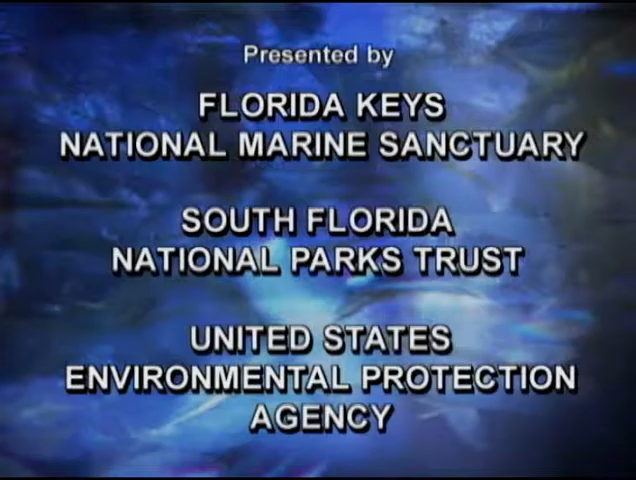 Presented by
FLORIDA KEYS
NATIONAL MARINE SANCTUARY
SOUTH FLORIDA
NATIONAL PARKS TRUST
UNITED STATES
ENVIRONMENTAL PROTECTION
AGENCY